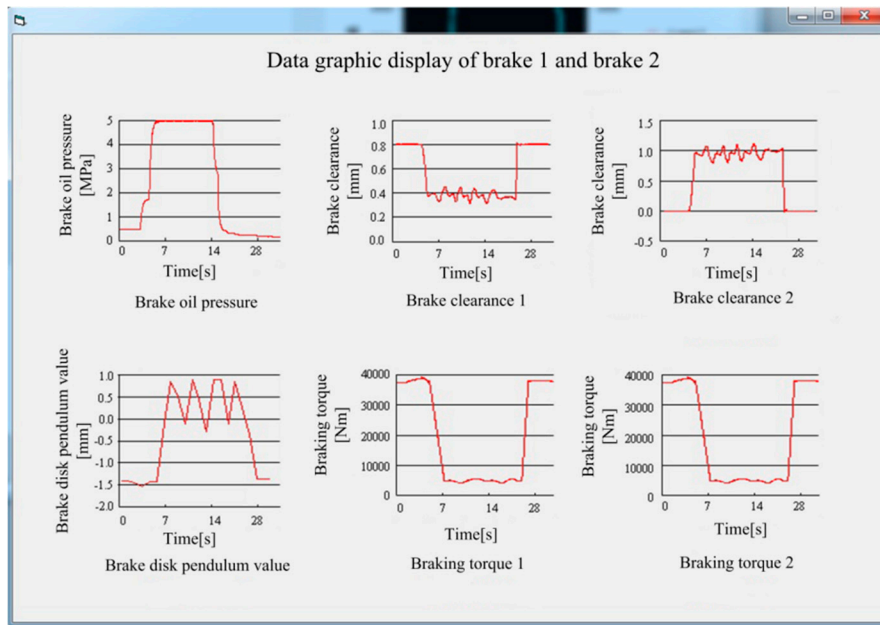 Data graphic display of brake 1 and brake 2
Brake oil pressure
[MPa]
5
4
3
2
1
0
0 7 14 28
Time[s]
Brake oil pressure
Brake clearance
[mm]
1.0
0.8
0.6
0.4
0.2
0.0
0 7 14 28
Time[s]
Brake clearance 1
Brake clearance
[mm]
1.5
1.0
0.5
0.0
-0.5
0 7 14 28
Time[s]
Brake clearance 2
Brake disk pendulum value
[mm]
1.0
0.5
0.0
-0.5
-1.0
-1.5
-2.0
0 7 14 28
Time[s]
Brake disk pendulum value
Braking torque
[Nm]
40000
30000
20000
10000
0
0 7 14 28
Time[s]
Braking torque 1
Braking torque
[Nm]
40000
30000
20000
10000
0
0 7 14 28
Time[s]
Braking torque 2